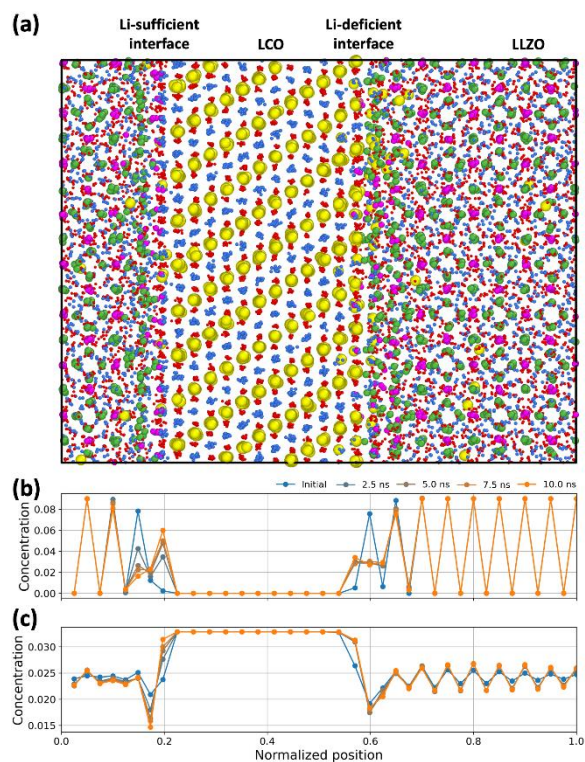 (a)
Li-sufficient interface
LCO
Li-deficient interface
LLZO
(b)
Initial
2.5 ns
5.0 ns
7.5 ns
10.0 ns
Concentration
0.08
0.06
0.04
0.02
0.00
(c)
Concentration
0.030
0.025
0.020
0.015
0.0
0.2
0.4
0.6
0.8
1.0
Normalized position